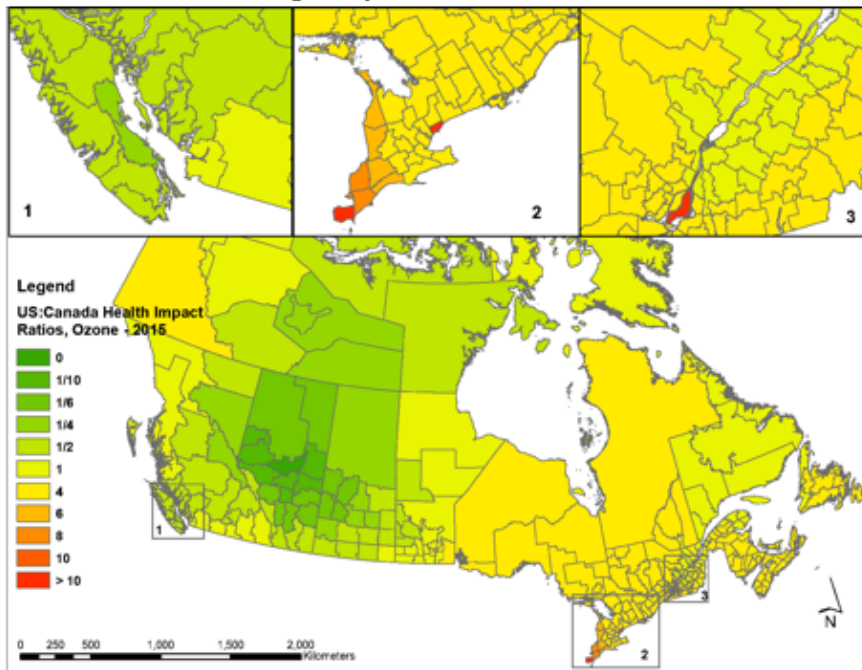 1
2
3
Legend
US:Canada Health Impact
Ratios, Ozone - 2015
0
1/10
1/6
1/4
1/2
1
4
6
8
10
> 10
1
3
2
N
0 250 500 1,000 1,500 2,000
Kilometers